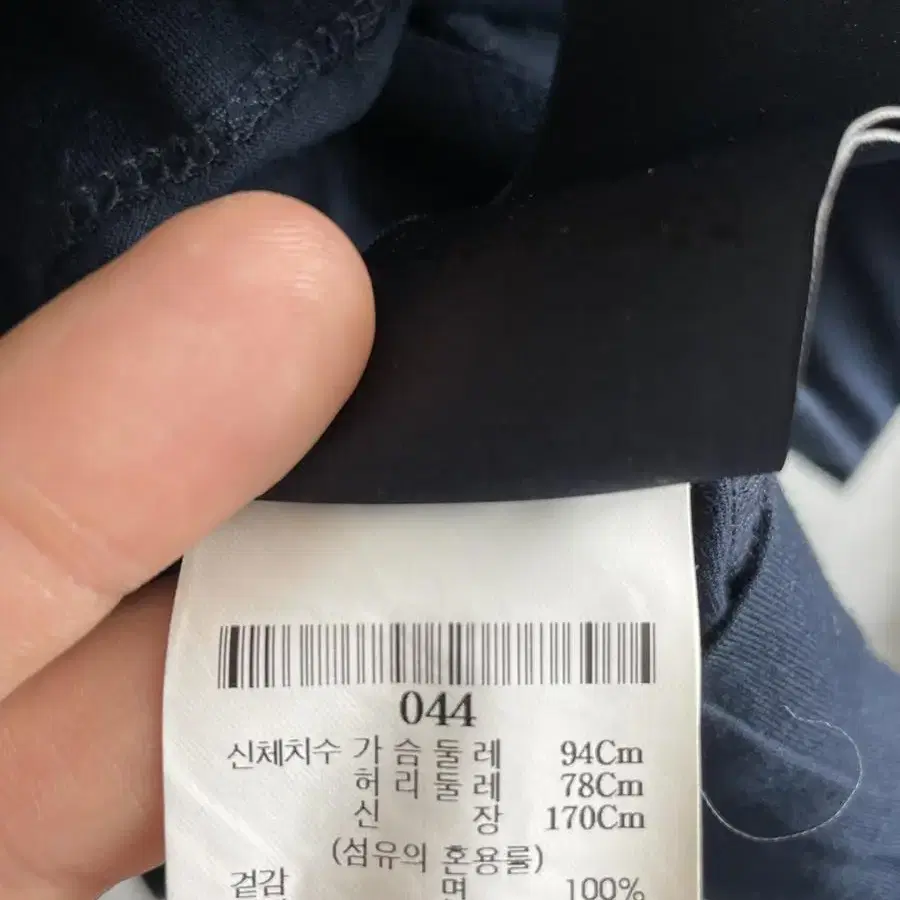 044
신체치수 가슴둘레 94Cm
허리둘레 78Cm
신장 170Cm
(섬유의 혼용률)
겉감 면 100%